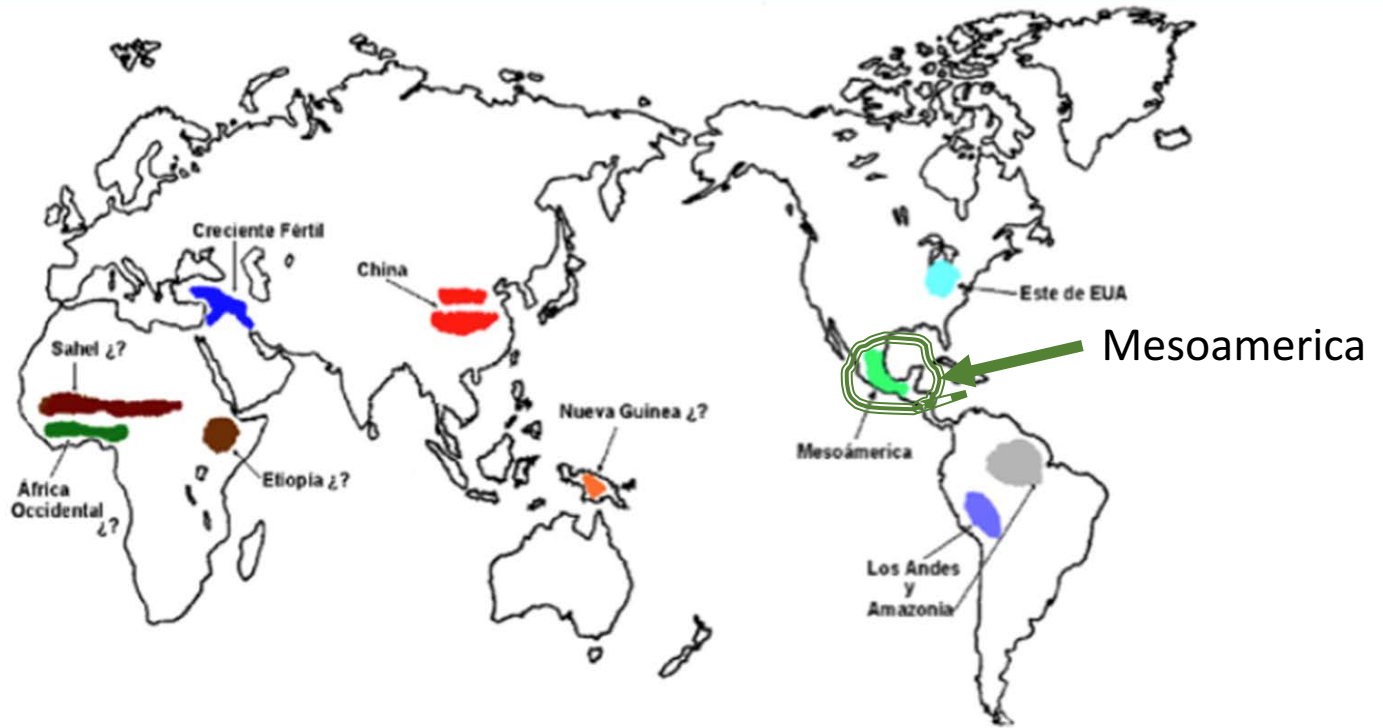 Creciente Fértil
China
Este de EUA
Sahel ¿?
Mesoamerica
Nueva Guinea ¿?
Mesoámerica
Etiopía ¿?
África
Occidental
¿?
Los Andes
y
Amazonia